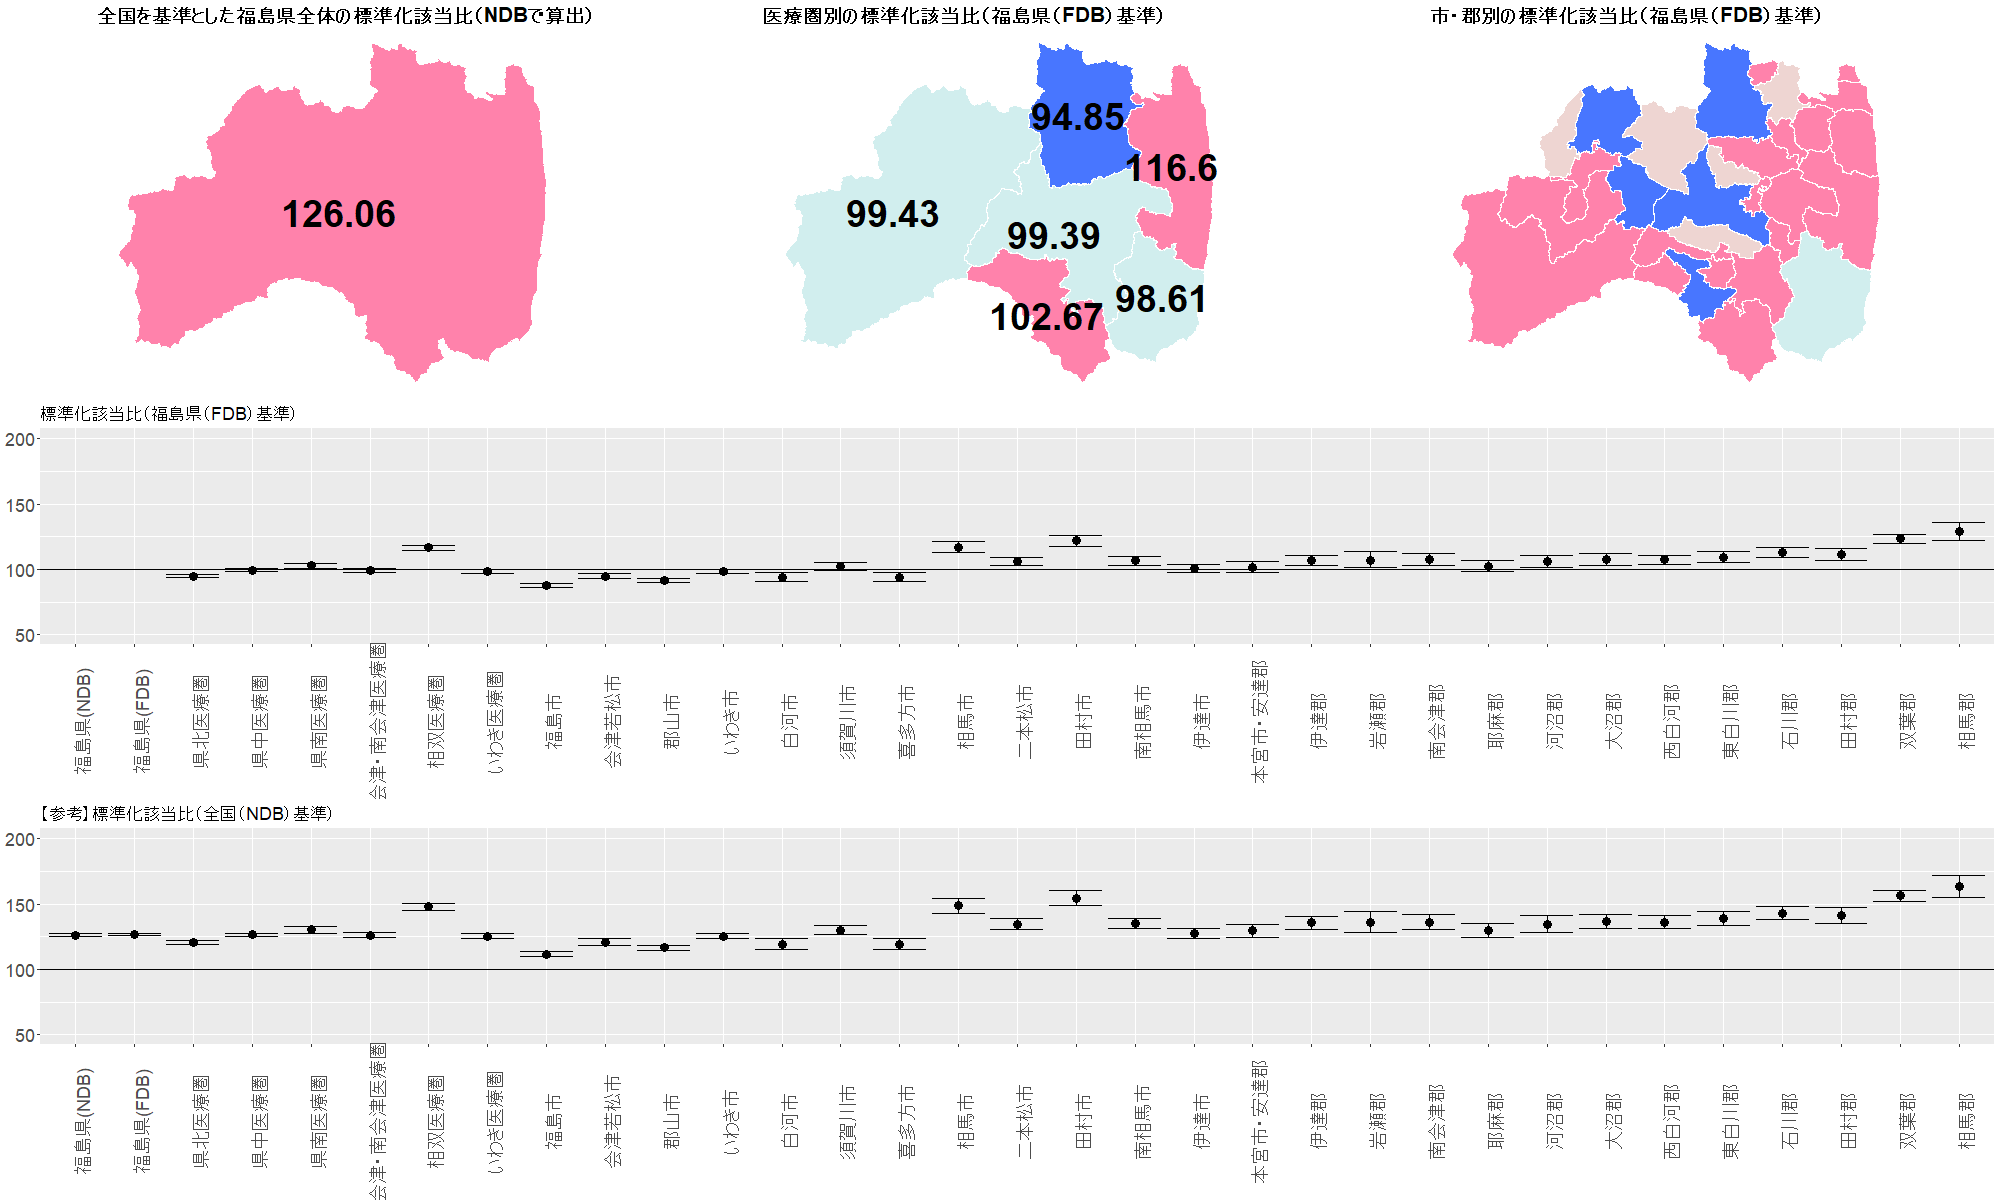 全国を基準とした福島県全体の標準化該当比（NDBで算出）
医療圏別の標準化該当比（福島県（FDB）基準）
市・郡別の標準化該当比（福島県（FDB）基準）
126.06
94.85
116.6
99.43
99.39
98.61
102.67
標準化該当比（福島県（FDB）基準）
200
150
100
50
福島県(NDB)
福島県(FDB)
県北医療圏
県中医療圏
県南医療圏
会津・南会津医療圏
相双医療圏
いわき医療圏
福島市
会津若松市
郡山市
いわき市
白河市
須賀川市
喜多方市
相馬市
二本松市
田村市
南相馬市
伊達市
本宮市・安達郡
伊達郡
岩瀬郡
南会津郡
耶麻郡
河沼郡
大沼郡
西白河郡
東白川郡
石川郡
田村郡
双葉郡
相馬郡
【参考】標準化該当比（全国（NDB）基準）
200
150
100
50
福島県(NDB)
福島県(FDB)
県北医療圏
県中医療圏
県南医療圏
会津・南会津医療圏
相双医療圏
いわき医療圏
福島市
会津若松市
郡山市
いわき市
白河市
須賀川市
喜多方市
相馬市
二本松市
田村市
南相馬市
伊達市
本宮市・安達郡
伊達郡
岩瀬郡
南会津郡
耶麻郡
河沼郡
大沼郡
西白河郡
東白川郡
石川郡
田村郡
双葉郡
相馬郡